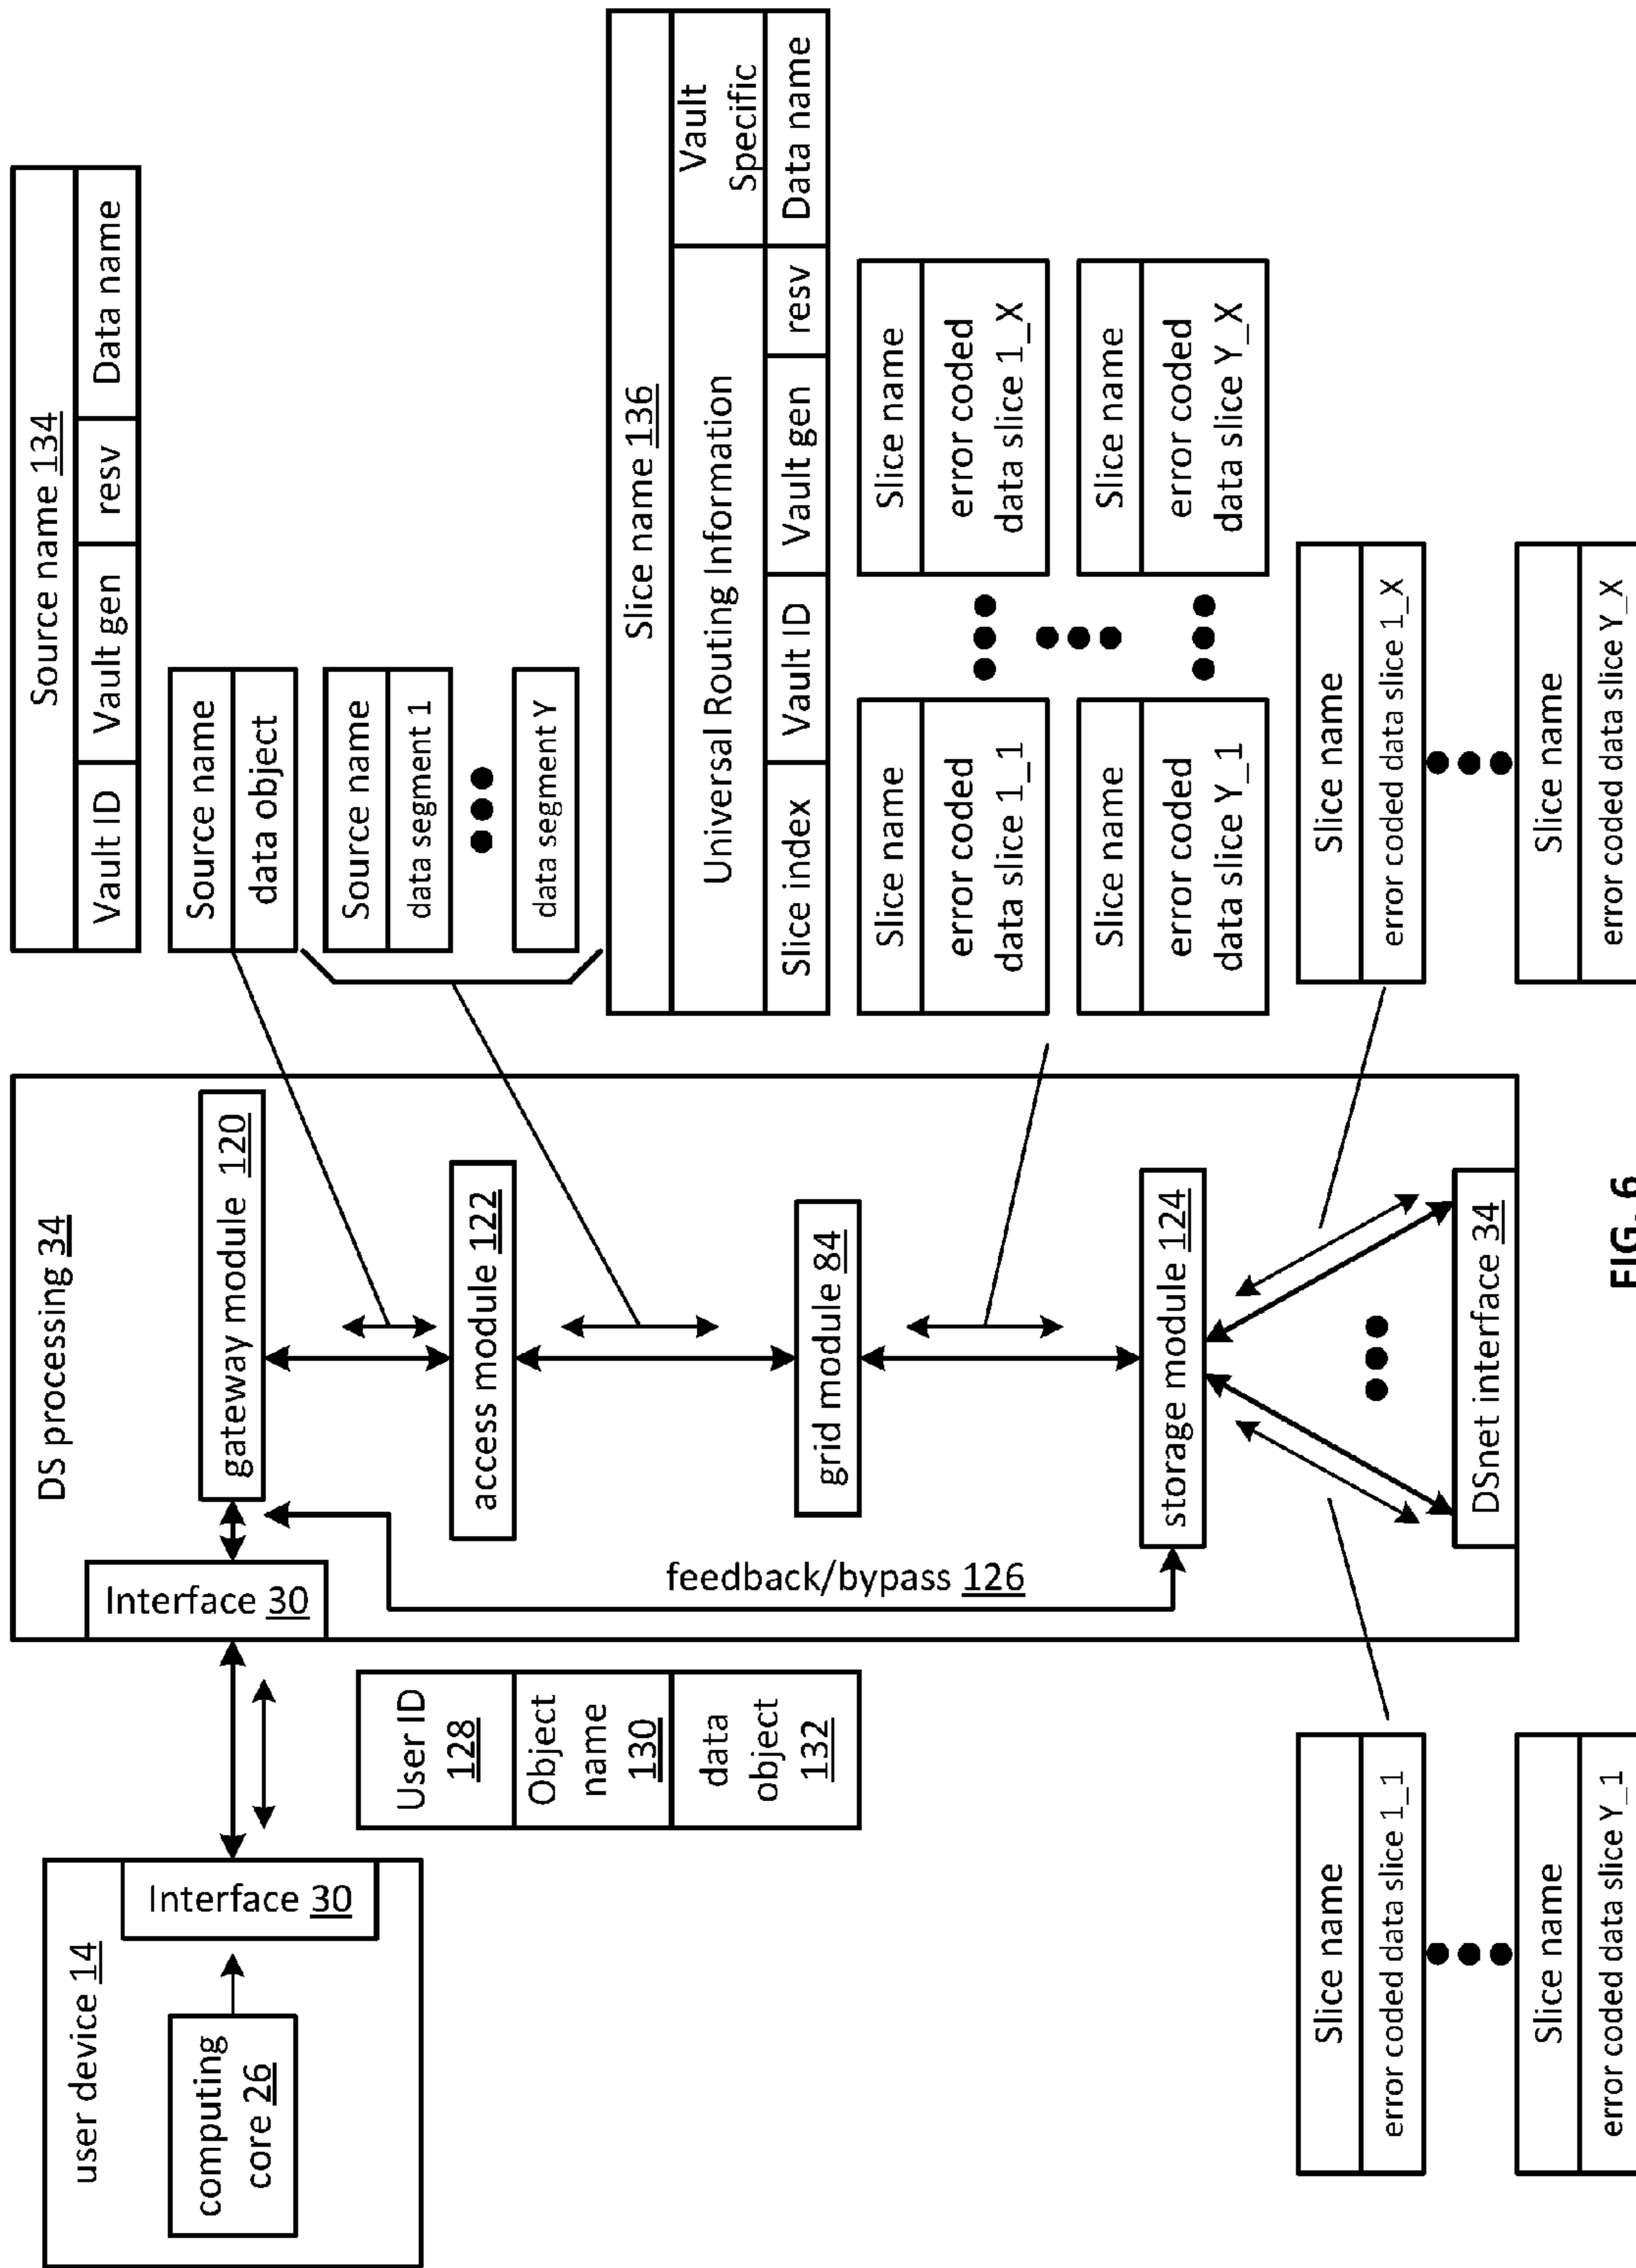 user device 14
computing
core 26
Interface 30
User ID
128
Object
name
130
data
object
132
DS processing 34
Interface 30
gateway module 120
access module 122
grid module 84
storage module 124
DSnet interface 34
feedback/bypass 126
Source name 134
Vault ID Vault gen resv Data name
Source name
data object
Source name
data segment 1
data segment Y
Slice name 136
Universal Routing Information
Vault
Specific
Slice index Vault ID Vault gen resv Data name
Slice name
error coded
data slice 1_1
Slice name
error coded
data slice 1_X
Slice name
error coded
data slice Y_1
Slice name
error coded
data slice Y_X
Slice name
error coded data slice 1_1
Slice name
error coded data slice Y_1
Slice name
error coded data slice 1_X
Slice name
error coded data slice Y_X
FIG. 6